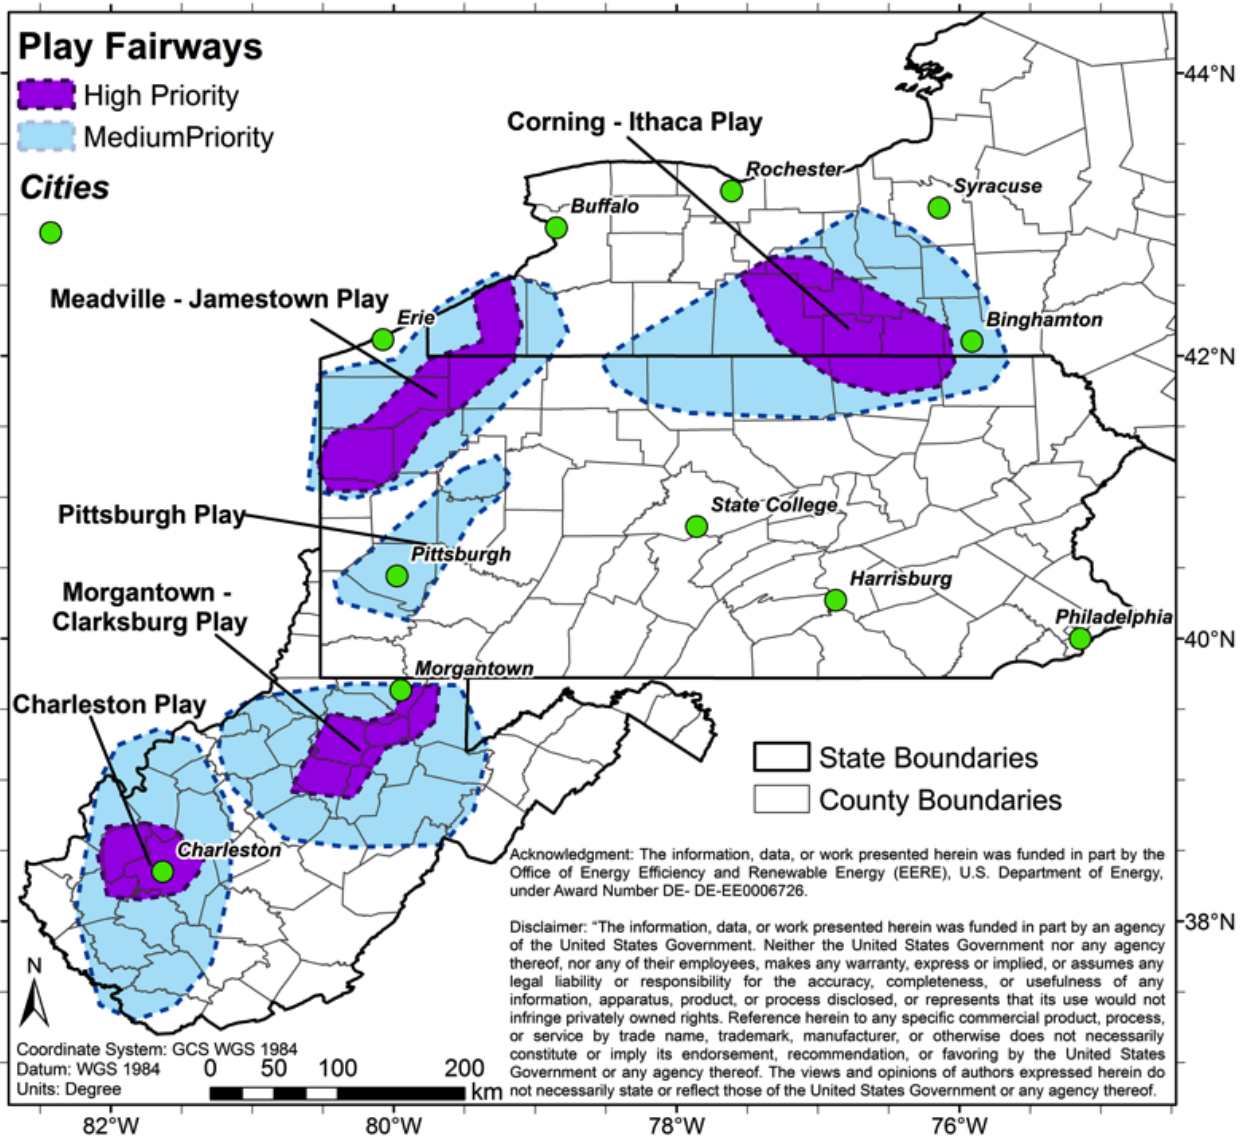 Play Fairways
High Priority
MediumPriority
Cities
Corning - Ithaca Play
Rochester
Syracuse
Buffalo
Meadville - Jamestown Play
Erie
Binghamton
44°N
42°N
Pittsburgh Play
State College
Pittsburgh
Harrisburg
Morgantown -
Clarksburg Play
Philadelphia
40°N
Morgantown
Charleston Play
State Boundaries
County Boundaries
Charleston
Acknowledgment: The information, data, or work presented herein was funded in part by the
Office of Energy Efficiency and Renewable Energy (EERE), U.S. Department of Energy,
under Award Number DE- DE-EE0006726.
38°N
Disclaimer: “The information, data, or work presented herein was funded in part by an agency
of the United States Government. Neither the United States Government nor any agency
thereof, nor any of their employees, makes any warranty, express or implied, or assumes any
legal liability or responsibility for the accuracy, completeness, or usefulness of any
information, apparatus, product, or process disclosed, or represents that its use would not
infringe privately owned rights. Reference herein to any specific commercial product, process,
or service by trade name, trademark, manufacturer, or otherwise does not necessarily
constitute or imply its endorsement, recommendation, or favoring by the United States
Government or any agency thereof. The views and opinions of authors expressed herein do
not necessarily state or reflect those of the United States Government or any agency thereof.
N
Coordinate System: GCS WGS 1984
Datum: WGS 1984
Units: Degree
0 50 100 200
km
82°W 80°W 78°W 76°W